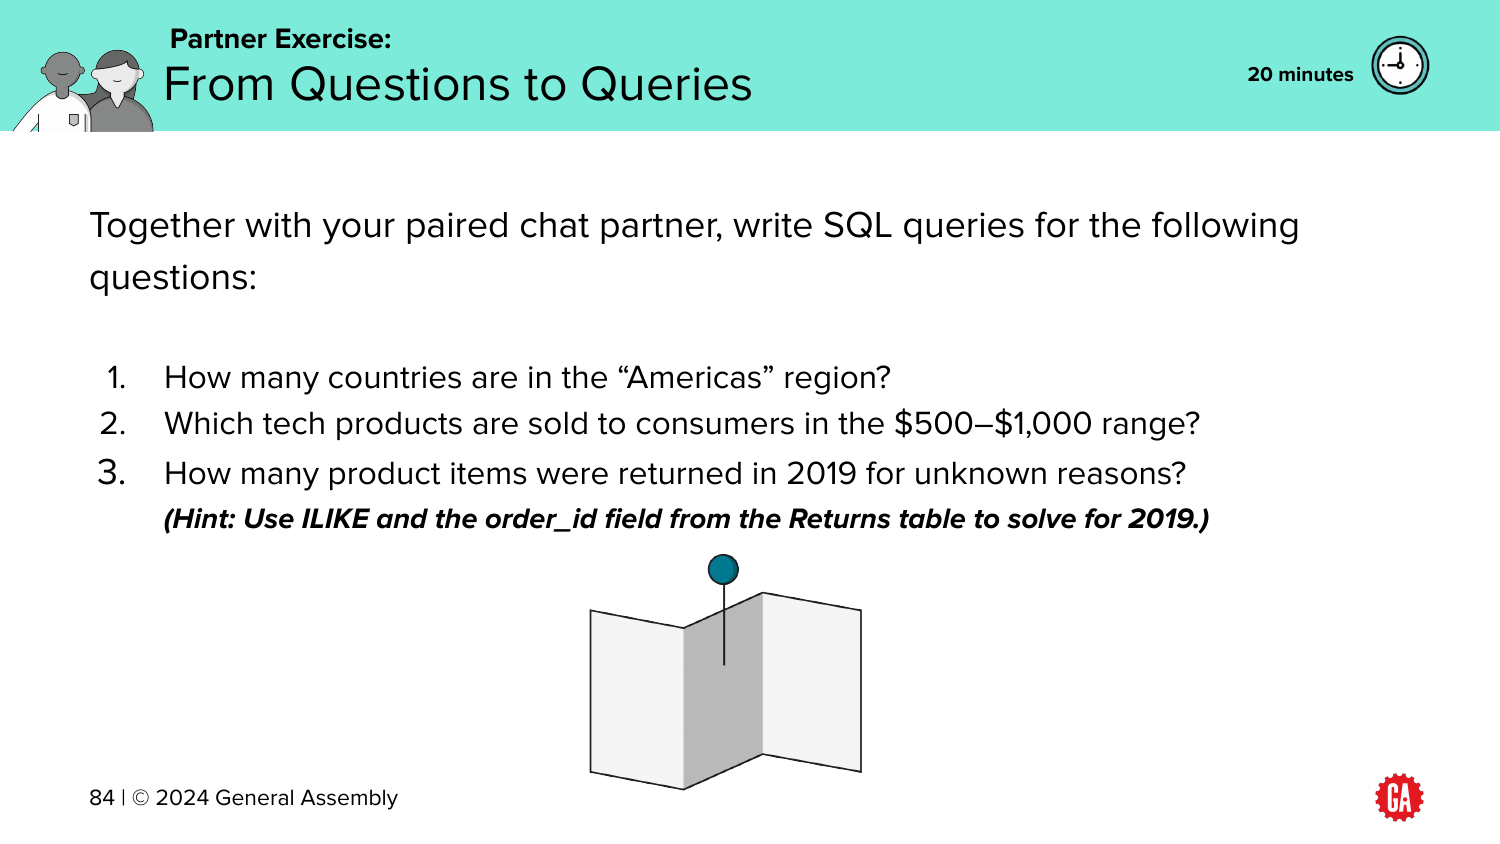 Partner Exercise:
From Questions to Queries
20 minutes
Together with your paired chat partner, write SQL queries for the following
questions:
1. How many countries are in the “Americas” region?
2. Which tech products are sold to consumers in the $500–$1,000 range?
3. How many product items were returned in 2019 for unknown reasons?
(Hint: Use ILIKE and the order_id field from the Returns table to solve for 2019.)
84 | © 2024 General Assembly
GA